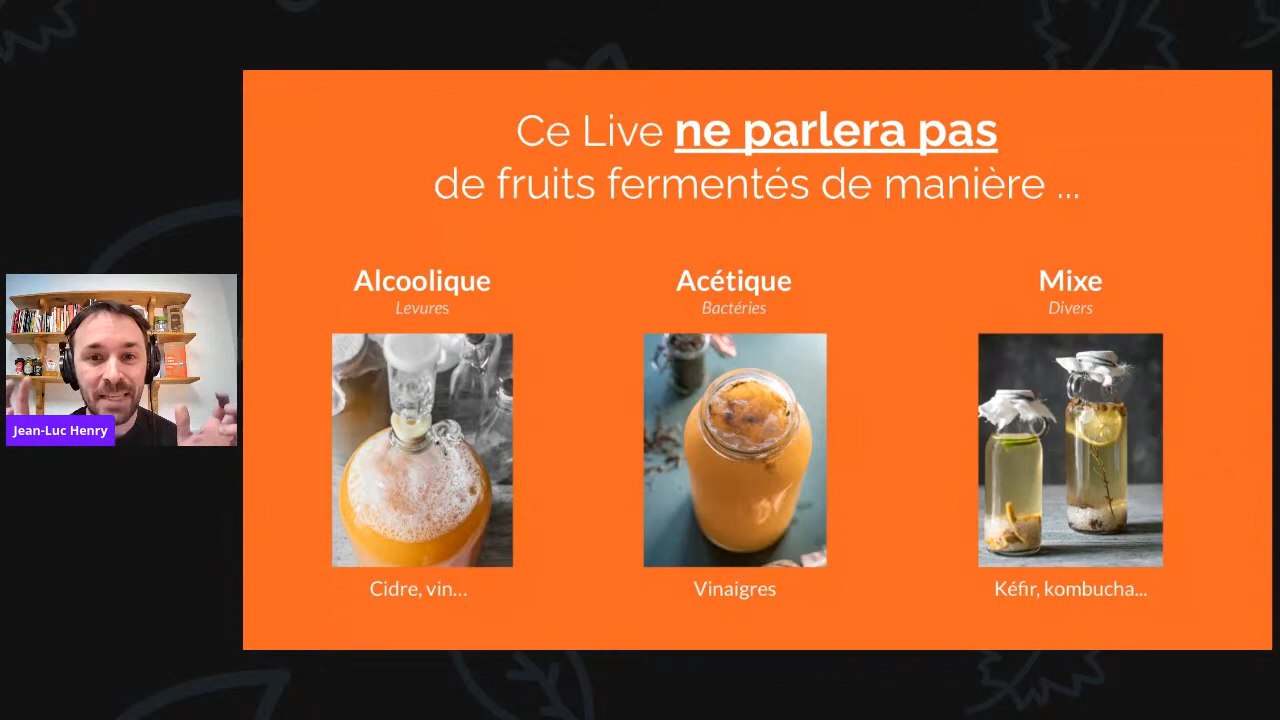 Ce Live ne parlera pas
de fruits fermentés de manière ...
Alcoolique
Levures
Acétique
Bactéries
Mixe
Divers
Jean-Luc Henry
Cidre, vin...
Vinaigres
Kéfir, kombucha...